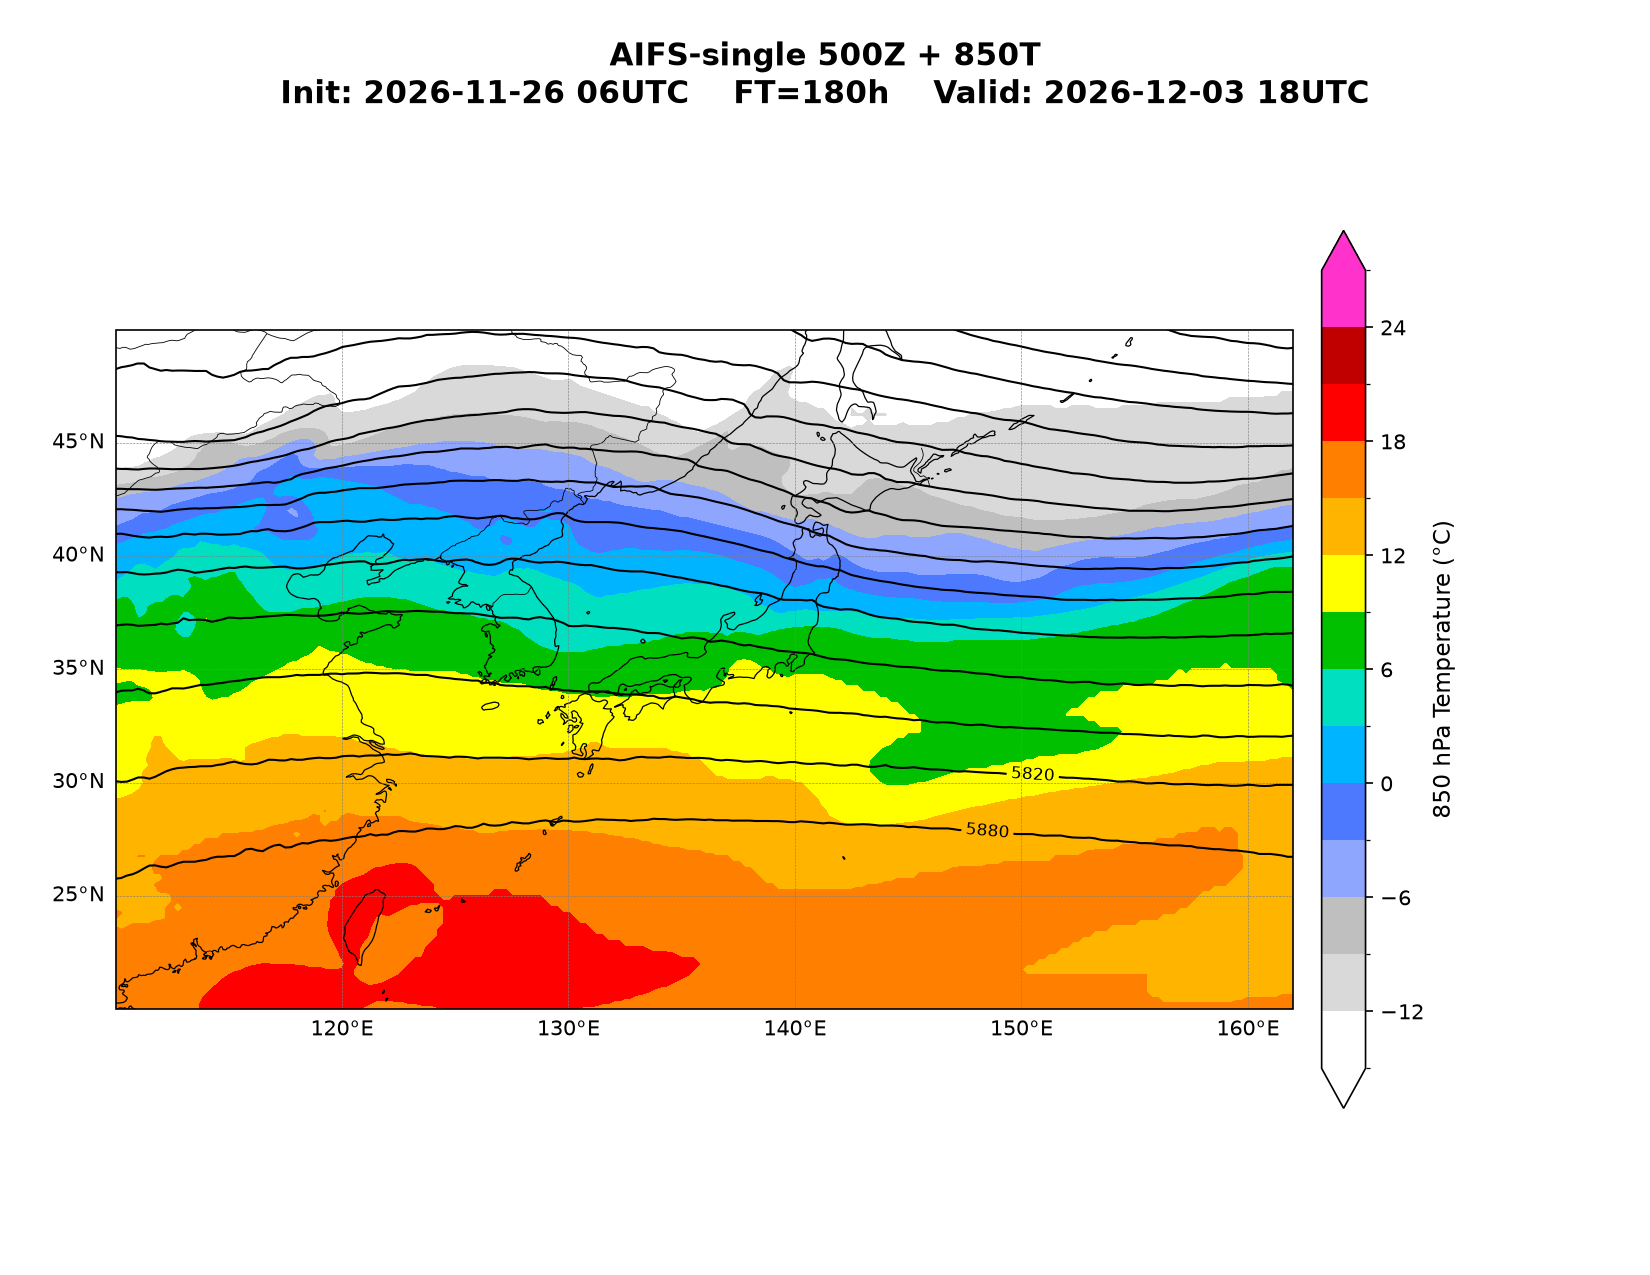 AIFS-single 500Z + 850T
Init: 2026-11-26 06UTC    FT=180h    Valid: 2026-12-03 18UTC
45°N
40°N
35°N
30°N
25°N
120°E
130°E
140°E
150°E
160°E
5820
5880
24
18
12
6
0
−6
−12
850 hPa Temperature (°C)